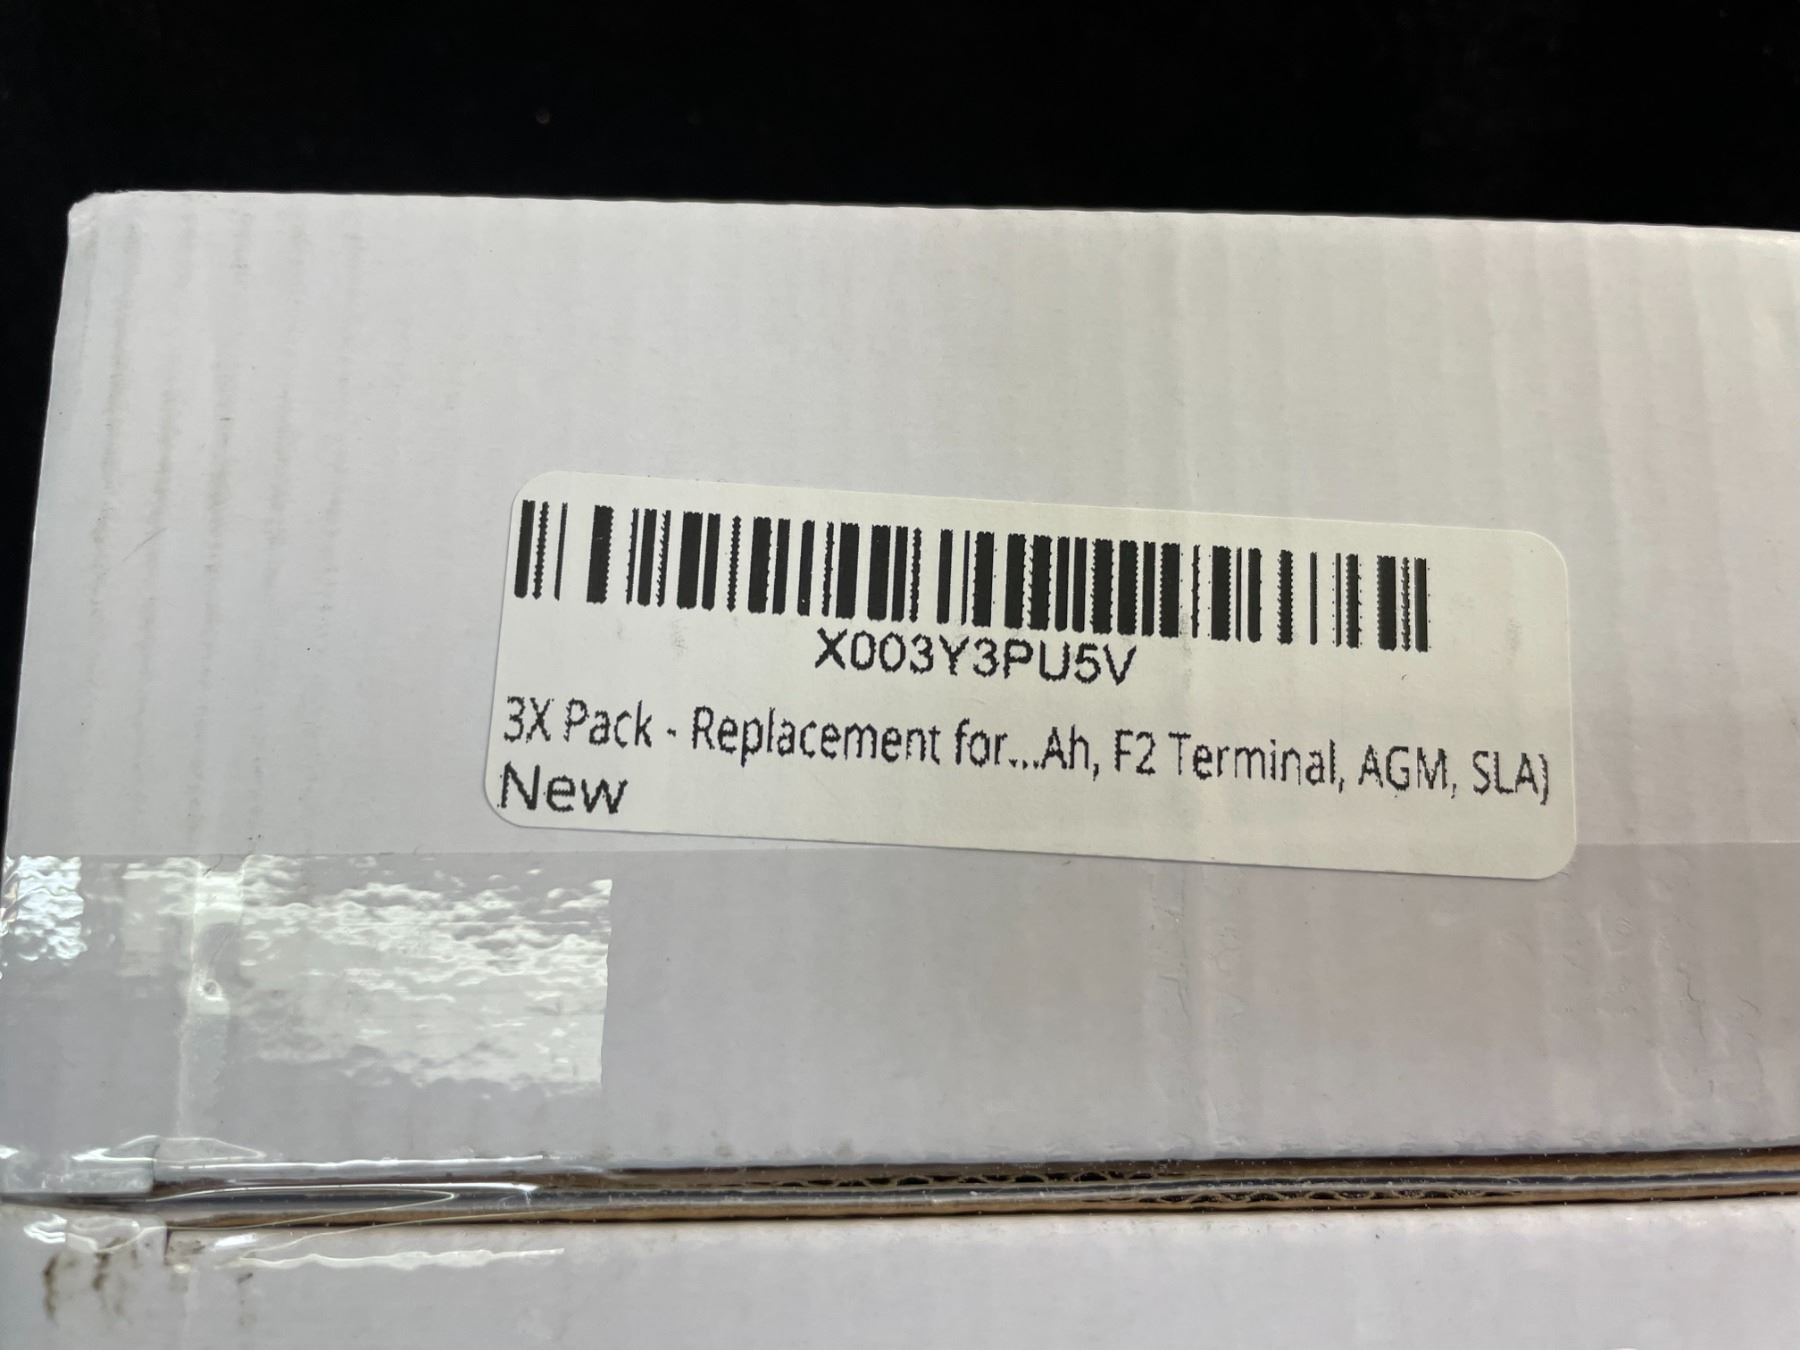 X003Y3PU5V
3X Pack - Replacement for...Ah, F2 Terminal, AGM, SLA)
New